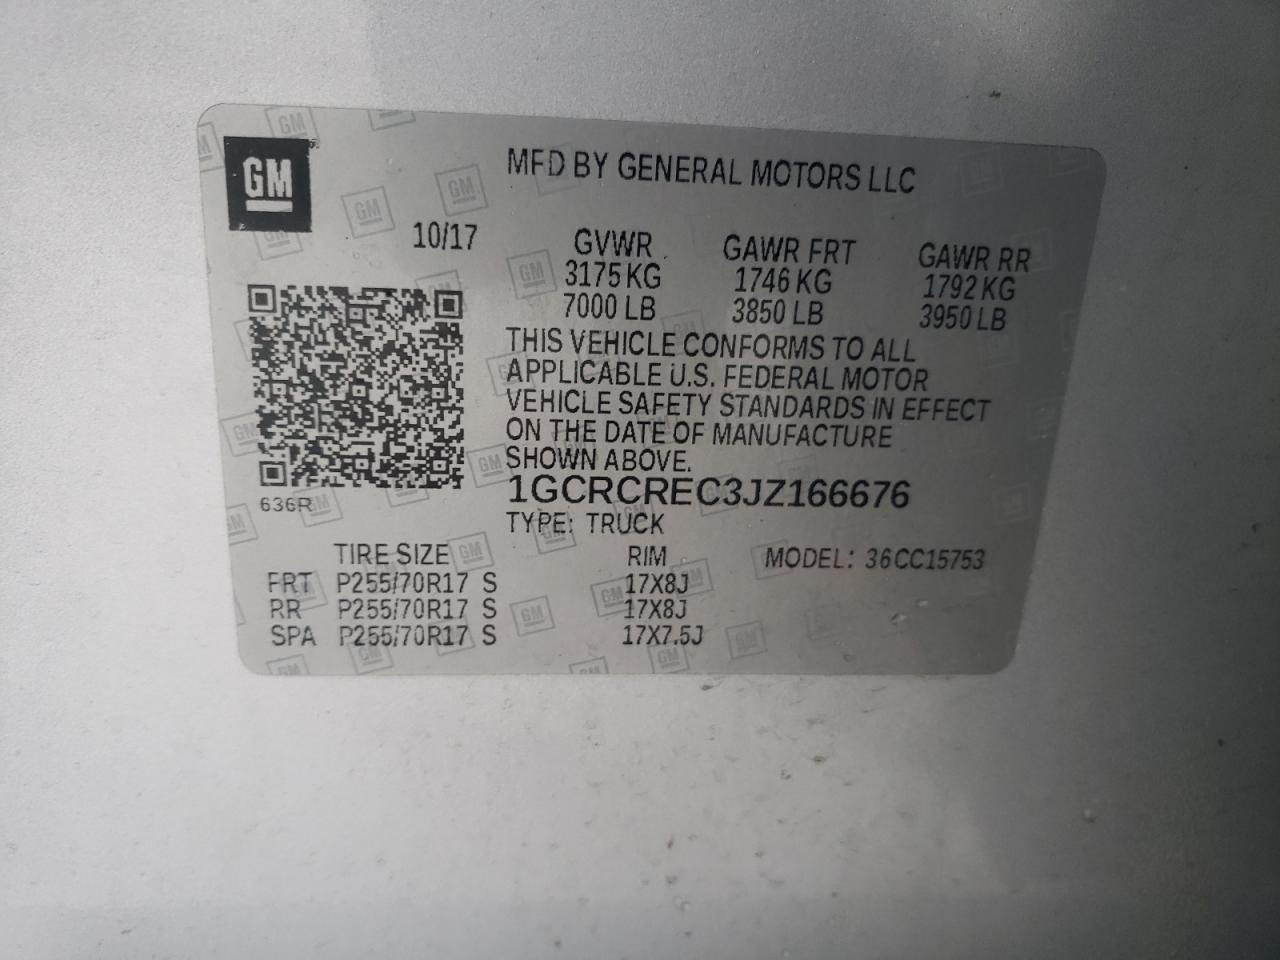 GM
MFD BY GENERAL MOTORS LLC
10/17
GVWR GAWR FRT GAWR RR
3175 KG 1746 KG 1792 KG
7000 LB 3850 LB 3950 LB
THIS VEHICLE CONFORMS TO ALL
APPLICABLE U.S. FEDERAL MOTOR
VEHICLE SAFETY STANDARDS IN EFFECT
ON THE DATE OF MANUFACTURE
SHOWN ABOVE.
636R
1GCRCREC3JZ166676
TYPE: TRUCK
TIRE SIZE RIM MODEL: 36CC15753
FRT P255/70R17 S 17X8J
RR P255/70R17 S 17X8J
SPA P255/70R17 S 17X7.5J